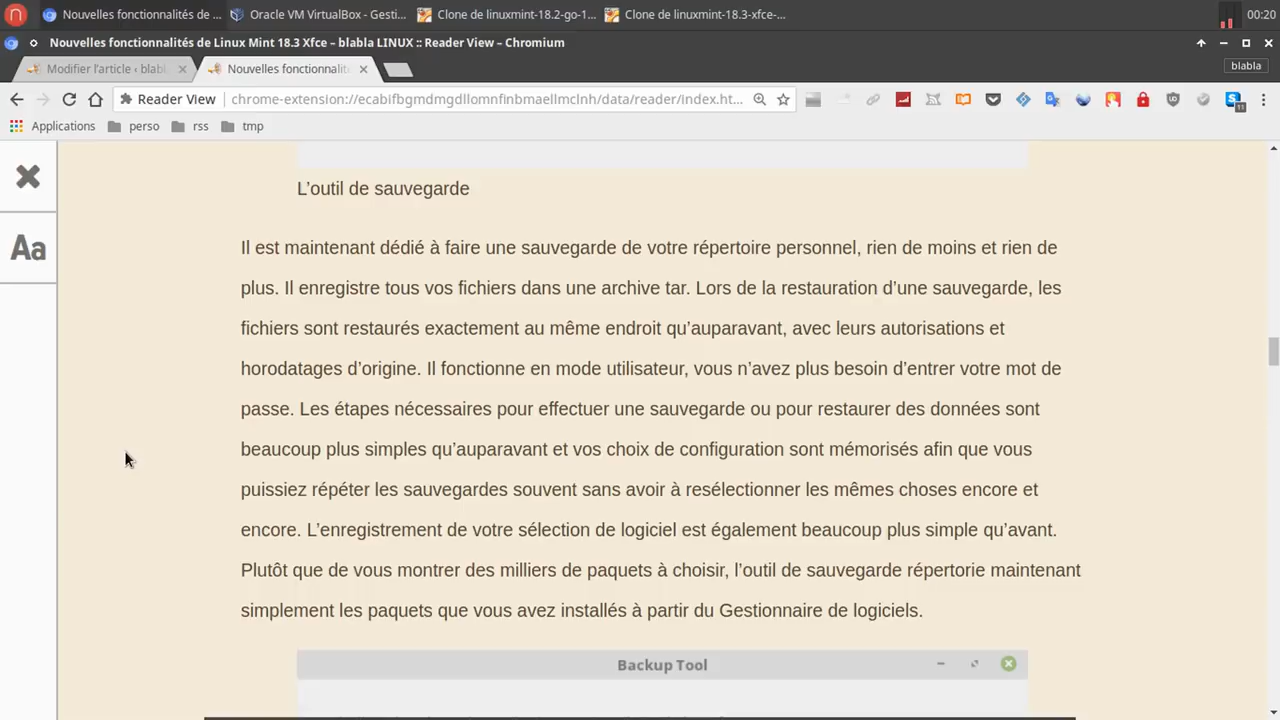 Nouvelles fonctionnalités de ...
Oracle VM VirtualBox - Gesti...
Clone de linuxmint-18.2-go-1...
Clone de linuxmint-18.3-xfce-...
00:20
Nouvelles fonctionnalités de Linux Mint 18.3 Xfce – blabla LINUX :: Reader View – Chromium
Modifier l'article ‹ blabl
Nouvelles fonctionnalit
blabla
Reader View
chrome-extension://ecabifbgmdmgdllomnfinbmaellmclnh/data/reader/index.ht...
11
Applications
perso
rss
tmp
L'outil de sauvegarde
Aa
Il est maintenant dédié à faire une sauvegarde de votre répertoire personnel, rien de moins et rien de
plus. Il enregistre tous vos fichiers dans une archive tar. Lors de la restauration d'une sauvegarde, les
fichiers sont restaurés exactement au même endroit qu'auparavant, avec leurs autorisations et
horodatages d'origine. Il fonctionne en mode utilisateur, vous n'avez plus besoin d'entrer votre mot de
passe. Les étapes nécessaires pour effectuer une sauvegarde ou pour restaurer des données sont
beaucoup plus simples qu'auparavant et vos choix de configuration sont mémorisés afin que vous
puissiez répéter les sauvegardes souvent sans avoir à resélectionner les mêmes choses encore et
encore. L'enregistrement de votre sélection de logiciel est également beaucoup plus simple qu'avant.
Plutôt que de vous montrer des milliers de paquets à choisir, l'outil de sauvegarde répertorie maintenant
simplement les paquets que vous avez installés à partir du Gestionnaire de logiciels.
Backup Tool